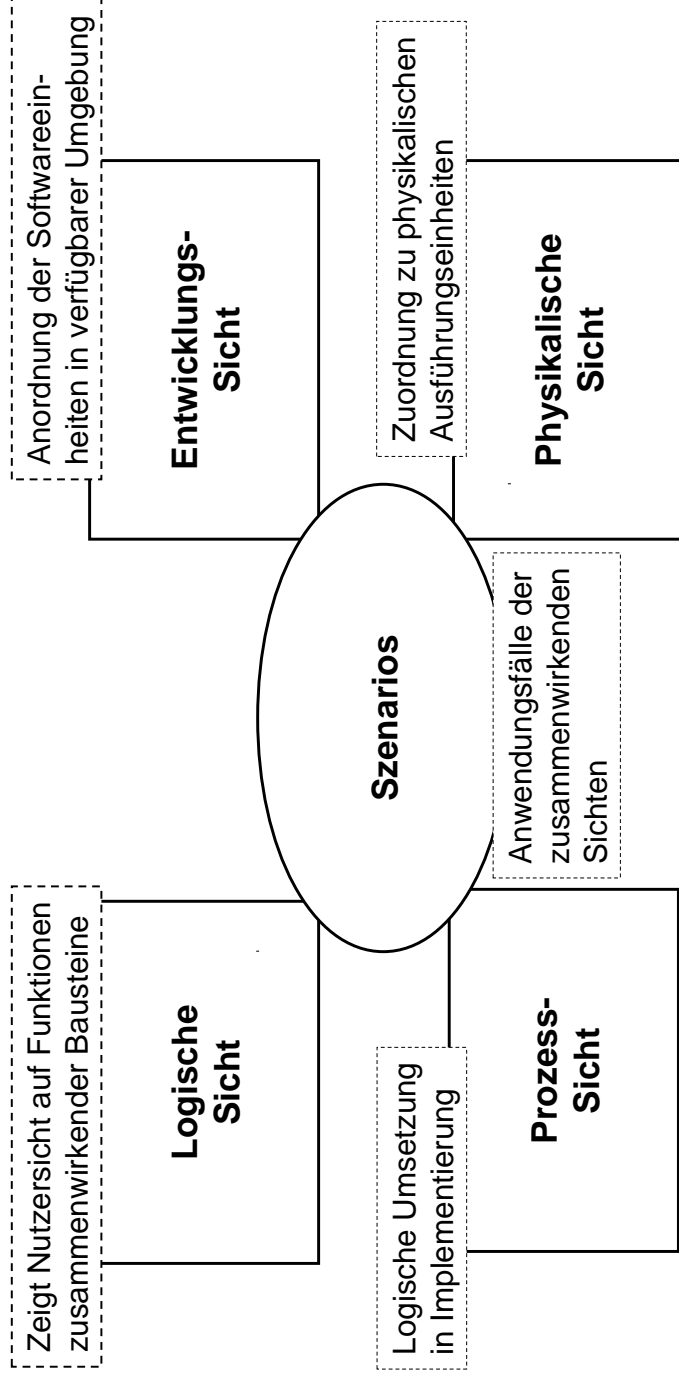 Zeigt Nutzersicht auf Funktionen
zusammenwirkender Bausteine
Logische
Sicht
Anordnung der Softwareein-
heiten in verfügbarer Umgebung
Entwicklungs-
Sicht
Szenarios
Logische Umsetzung
in Implementierung
Prozess-
Sicht
Anwendungsfälle der
zusammenwirkenden
Sichten
Zuordnung zu physikalischen
Ausführungseinheiten
Physikalische
Sicht